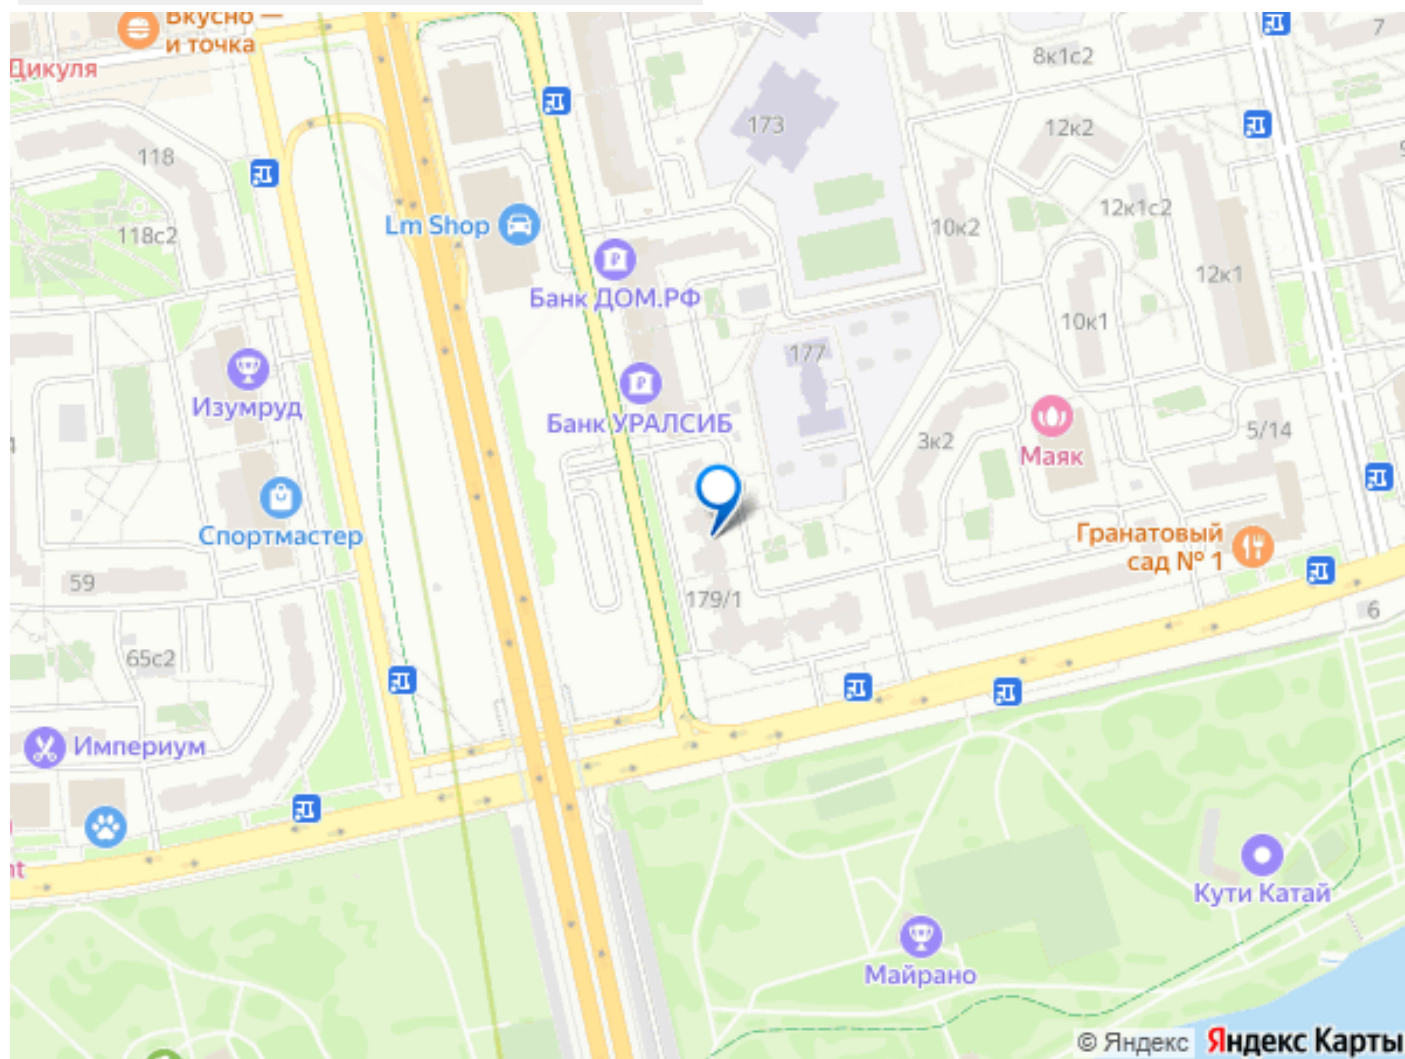 Вкусно —
и точка
Дикуля
8к1с2
7
173
12к2
118
118с2
Lm Shop
10к2
12к1с2
12к1
Банк ДОМ.РФ
10к1
177
Изумруд
Банк УРАЛСИБ
3к2
Маяк
5/14
Спортмастер
Гранатовый
сад № 1
59
179/1
6
65с2
Империум
Кути Катай
Майрано
© Яндекс
Яндекс Карты